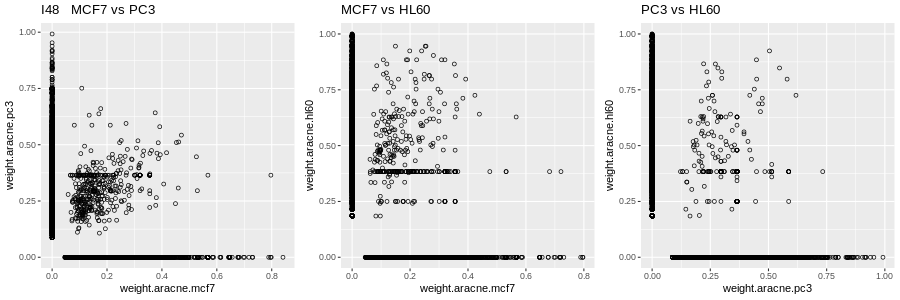 I48 MCF7 vs PC3
1.00
0.75
0.50
0.25
0.00
weight.aracne.pc3
0.0 0.2 0.4 0.6 0.8
weight.aracne.mcf7
MCF7 vs HL60
1.00
0.75
0.50
0.25
0.00
weight.aracne.hl60
0.0 0.2 0.4 0.6 0.8
weight.aracne.mcf7
PC3 vs HL60
1.00
0.75
0.50
0.25
0.00
weight.aracne.hl60
0.00 0.25 0.50 0.75 1.00
weight.aracne.pc3